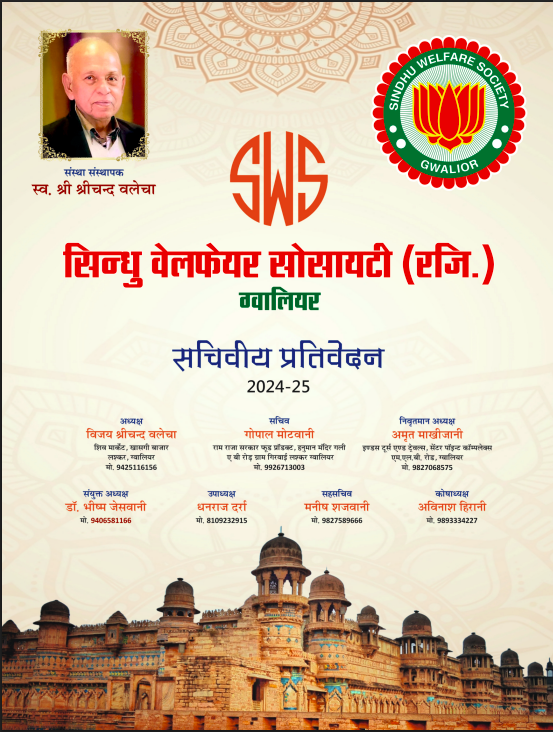 SINDHU WELFARE SOCIETY
GWALIOR
संस्था संस्थापक
स्व. श्री श्रीचन्द वलेचा
SWS
सिन्धु वेलफेयर सोसायटी (रजि.)
ग्वालियर
सचिवीय प्रतिवेदन
2024-25
अध्यक्ष
विजय श्रीचन्द वलेचा
शिव मार्केट, खासगी बाजार
लश्कर, ग्वालियर
मो. 9425116156
सचिव
गोपाल मोटवानी
राम राजा सरकार फूड प्रॉडक्ट, हनुमान मंदिर गली
ए बी रोड़ ग्राम गिरवाई लश्कर ग्वालियर
मो. 9926713003
निवृतमान अध्यक्ष
अमृत माखीजानी
इण्डस टूर्स एण्ड ट्रेवल्स, सेंटर पॉइन्ट कॉम्पलेक्स
एम.एल.बी. रोड, ग्वालियर
मो. 9827068575
संयुक्त अध्यक्ष
डॉ. भीष्म जेसवानी
मो. 9406581166
उपाध्यक्ष
धनराज दर्रा
मो. 8109232915
सहसचिव
मनीष शजवानी
मो. 9827589666
कोषाध्यक्ष
अविनाश हिरानी
मो. 9893334227